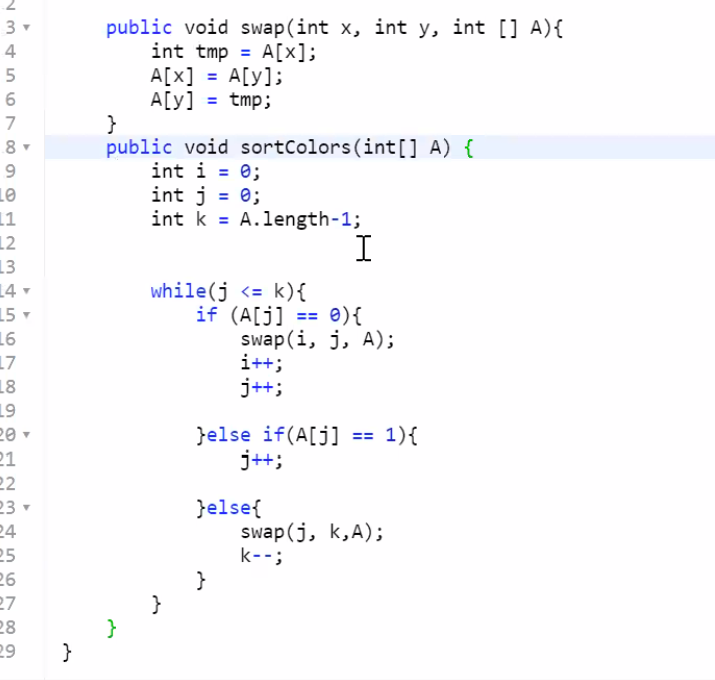 2
3 public void swap(int x, int y, int [] A){
4 int tmp = A[x];
5 A[x] = A[y];
6 A[y] = tmp;
7 }
8 public void sortColors(int[] A) {
9 int i = 0;
10 int j = 0;
11 int k = A.length-1;
12
13
14 while(j <= k){
15 if (A[j] == 0){
16 swap(i, j, A);
17 i++;
18 j++;
19
20 }else if(A[j] == 1){
21 j++;
22
23 }else{
24 swap(j, k,A);
25 k--;
26 }
27 }
28 }
29 }